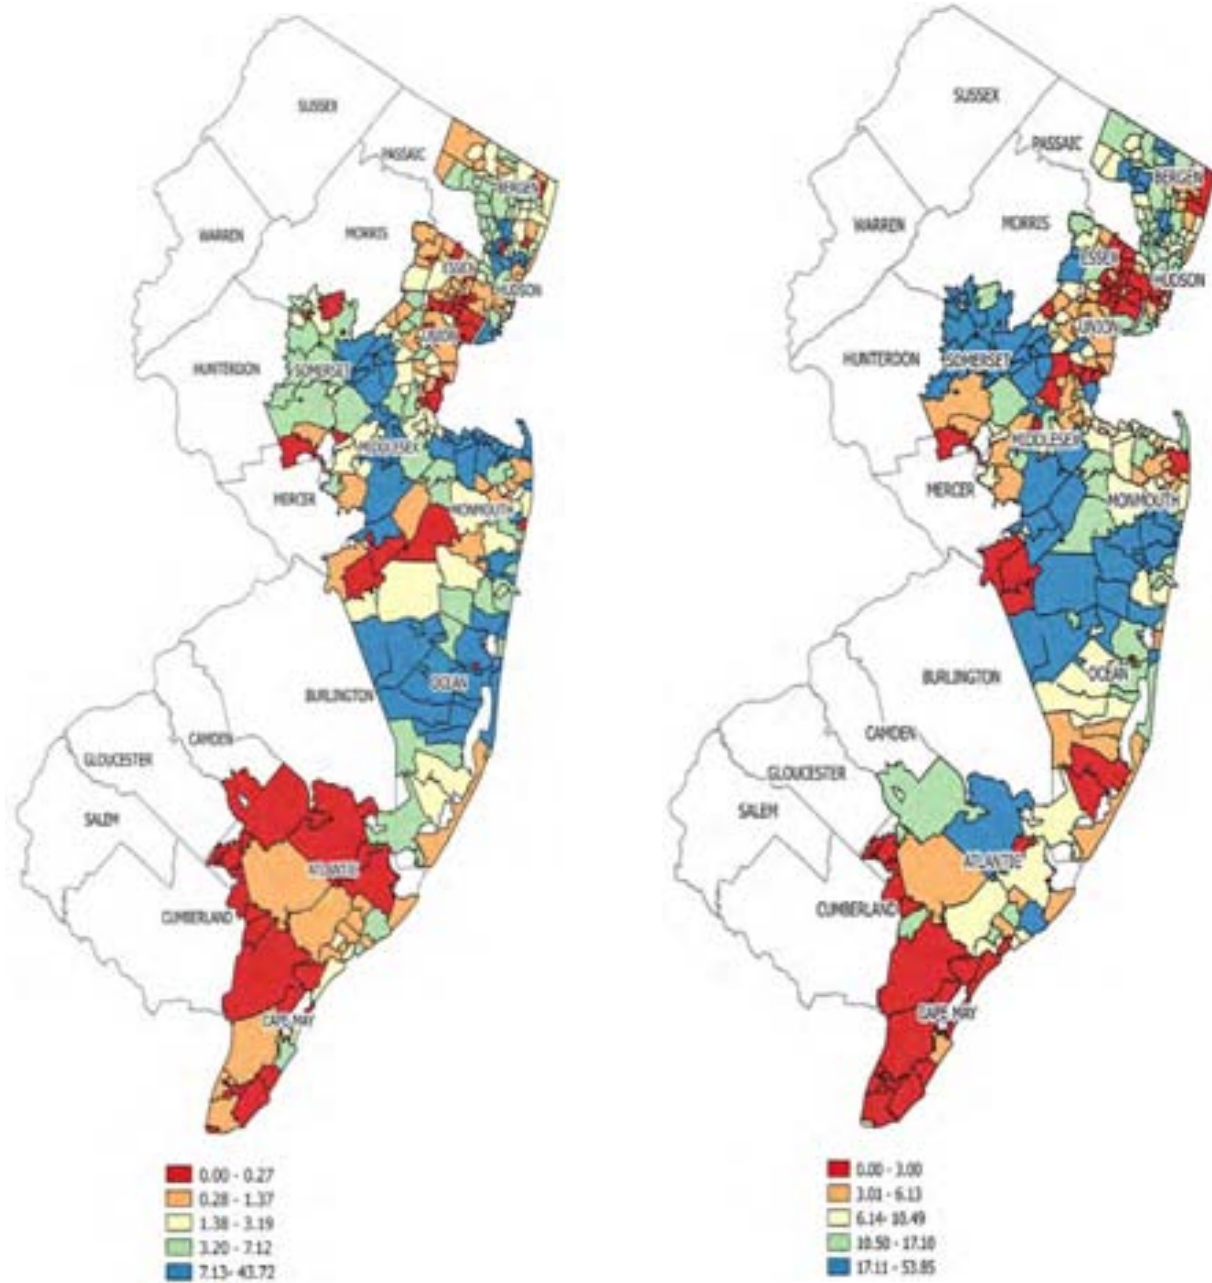 SUSSEX
PASSAIC
BERGEN
WARREN
MORRIS
ESSEX
HUDSON
UNION
HUNTERDON
SOMERSET
MIDDLESEX
MERCER
MONMOUTH
OCEAN
BURLINGTON
CAMDEN
GLOUCESTER
SALEM
ATLANTIC
CUMBERLAND
CAPE MAY
0.00 - 0.27
0.28 - 1.37
1.38 - 3.19
3.20 - 7.12
7.13- 43.72
SUSSEX
PASSAIC
BERGEN
WARREN
MORRIS
ESSEX
HUDSON
UNION
HUNTERDON
SOMERSET
MIDDLESEX
MERCER
MONMOUTH
OCEAN
BURLINGTON
CAMDEN
GLOUCESTER
SALEM
ATLANTIC
CUMBERLAND
CAPE MAY
0.00 - 3.00
3.01 - 6.13
6.14- 10.49
10.50 - 17.10
17.11 - 53.85